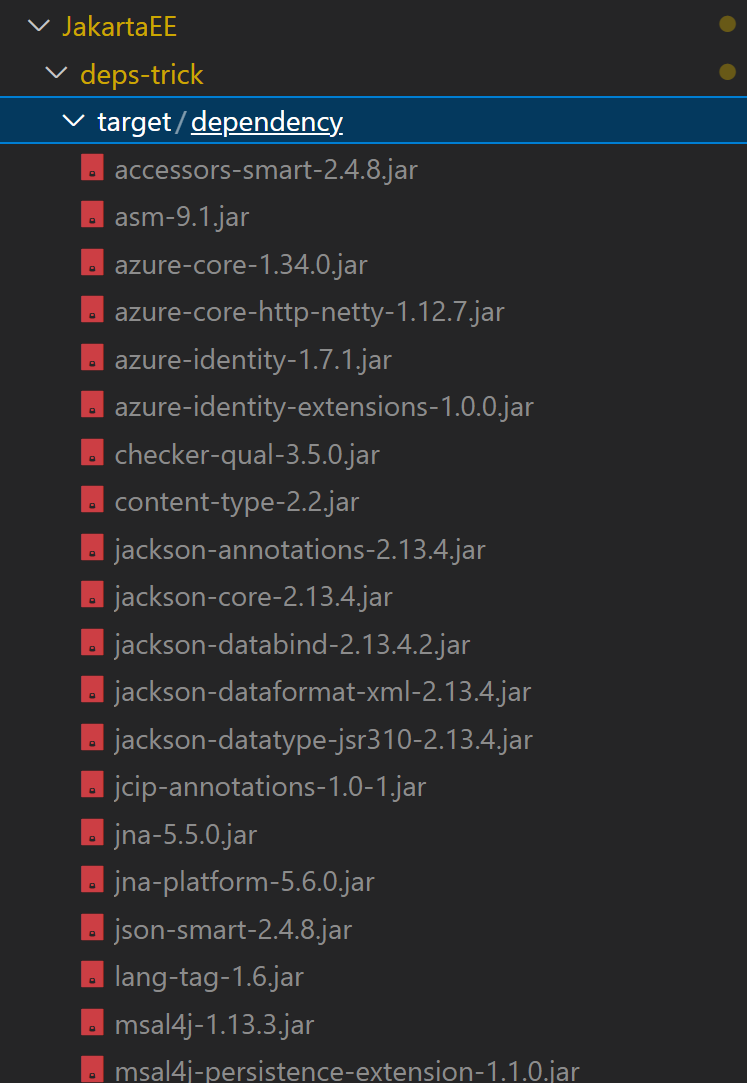 JakartaEE
deps-trick
target / dependency
accessors-smart-2.4.8.jar
asm-9.1.jar
azure-core-1.34.0.jar
azure-core-http-netty-1.12.7.jar
azure-identity-1.7.1.jar
azure-identity-extensions-1.0.0.jar
checker-qual-3.5.0.jar
content-type-2.2.jar
jackson-annotations-2.13.4.jar
jackson-core-2.13.4.jar
jackson-databind-2.13.4.2.jar
jackson-dataformat-xml-2.13.4.jar
jackson-datatype-jsr310-2.13.4.jar
jcip-annotations-1.0-1.jar
jna-5.5.0.jar
jna-platform-5.6.0.jar
json-smart-2.4.8.jar
lang-tag-1.6.jar
msal4j-1.13.3.jar
msal4j-persistence-extension-1.1.0.jar